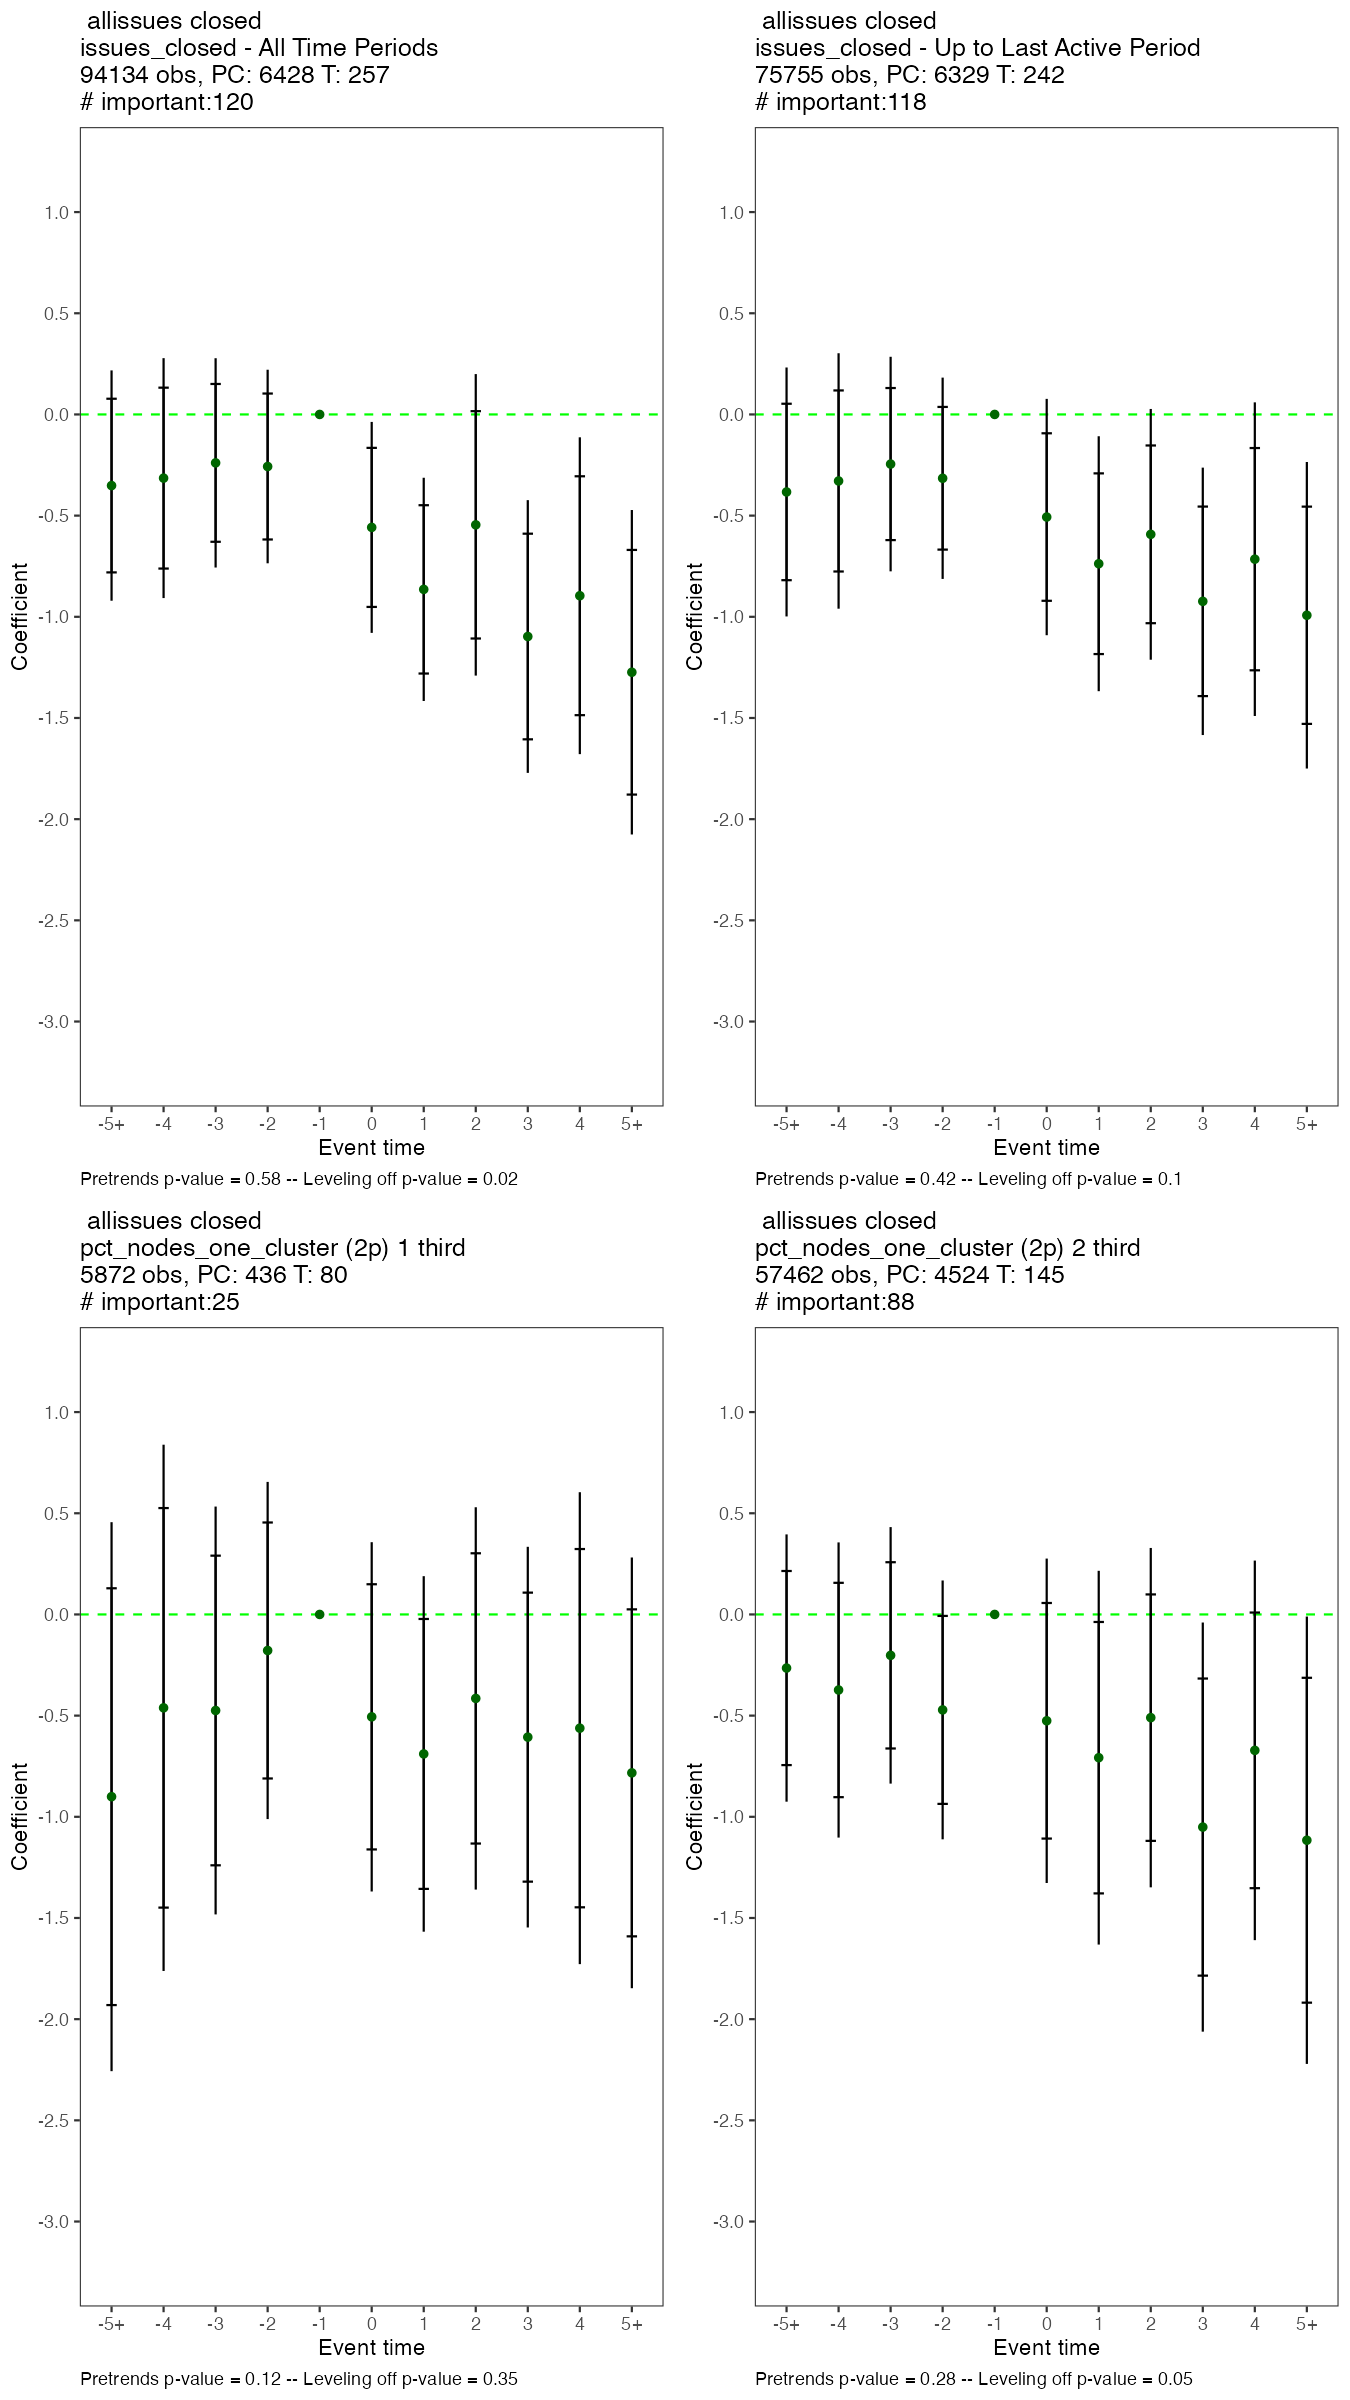 allissues closed
issues_closed - All Time Periods
94134 obs, PC: 6428 T: 257
# important:120
1.0
0.5
0.0
-0.5
-1.0
-1.5
-2.0
-2.5
-3.0
Coefficient
-5+ -4 -3 -2 -1 0 1 2 3 4 5+
Event time
Pretrends p-value = 0.58 -- Leveling off p-value = 0.02
allissues closed
issues_closed - Up to Last Active Period
75755 obs, PC: 6329 T: 242
# important:118
1.0
0.5
0.0
-0.5
-1.0
-1.5
-2.0
-2.5
-3.0
Coefficient
-5+ -4 -3 -2 -1 0 1 2 3 4 5+
Event time
Pretrends p-value = 0.42 -- Leveling off p-value = 0.1
allissues closed
pct_nodes_one_cluster (2p) 1 third
5872 obs, PC: 436 T: 80
# important:25
1.0
0.5
0.0
-0.5
-1.0
-1.5
-2.0
-2.5
-3.0
Coefficient
-5+ -4 -3 -2 -1 0 1 2 3 4 5+
Event time
Pretrends p-value = 0.12 -- Leveling off p-value = 0.35
allissues closed
pct_nodes_one_cluster (2p) 2 third
57462 obs, PC: 4524 T: 145
# important:88
1.0
0.5
0.0
-0.5
-1.0
-1.5
-2.0
-2.5
-3.0
Coefficient
-5+ -4 -3 -2 -1 0 1 2 3 4 5+
Event time
Pretrends p-value = 0.28 -- Leveling off p-value = 0.05